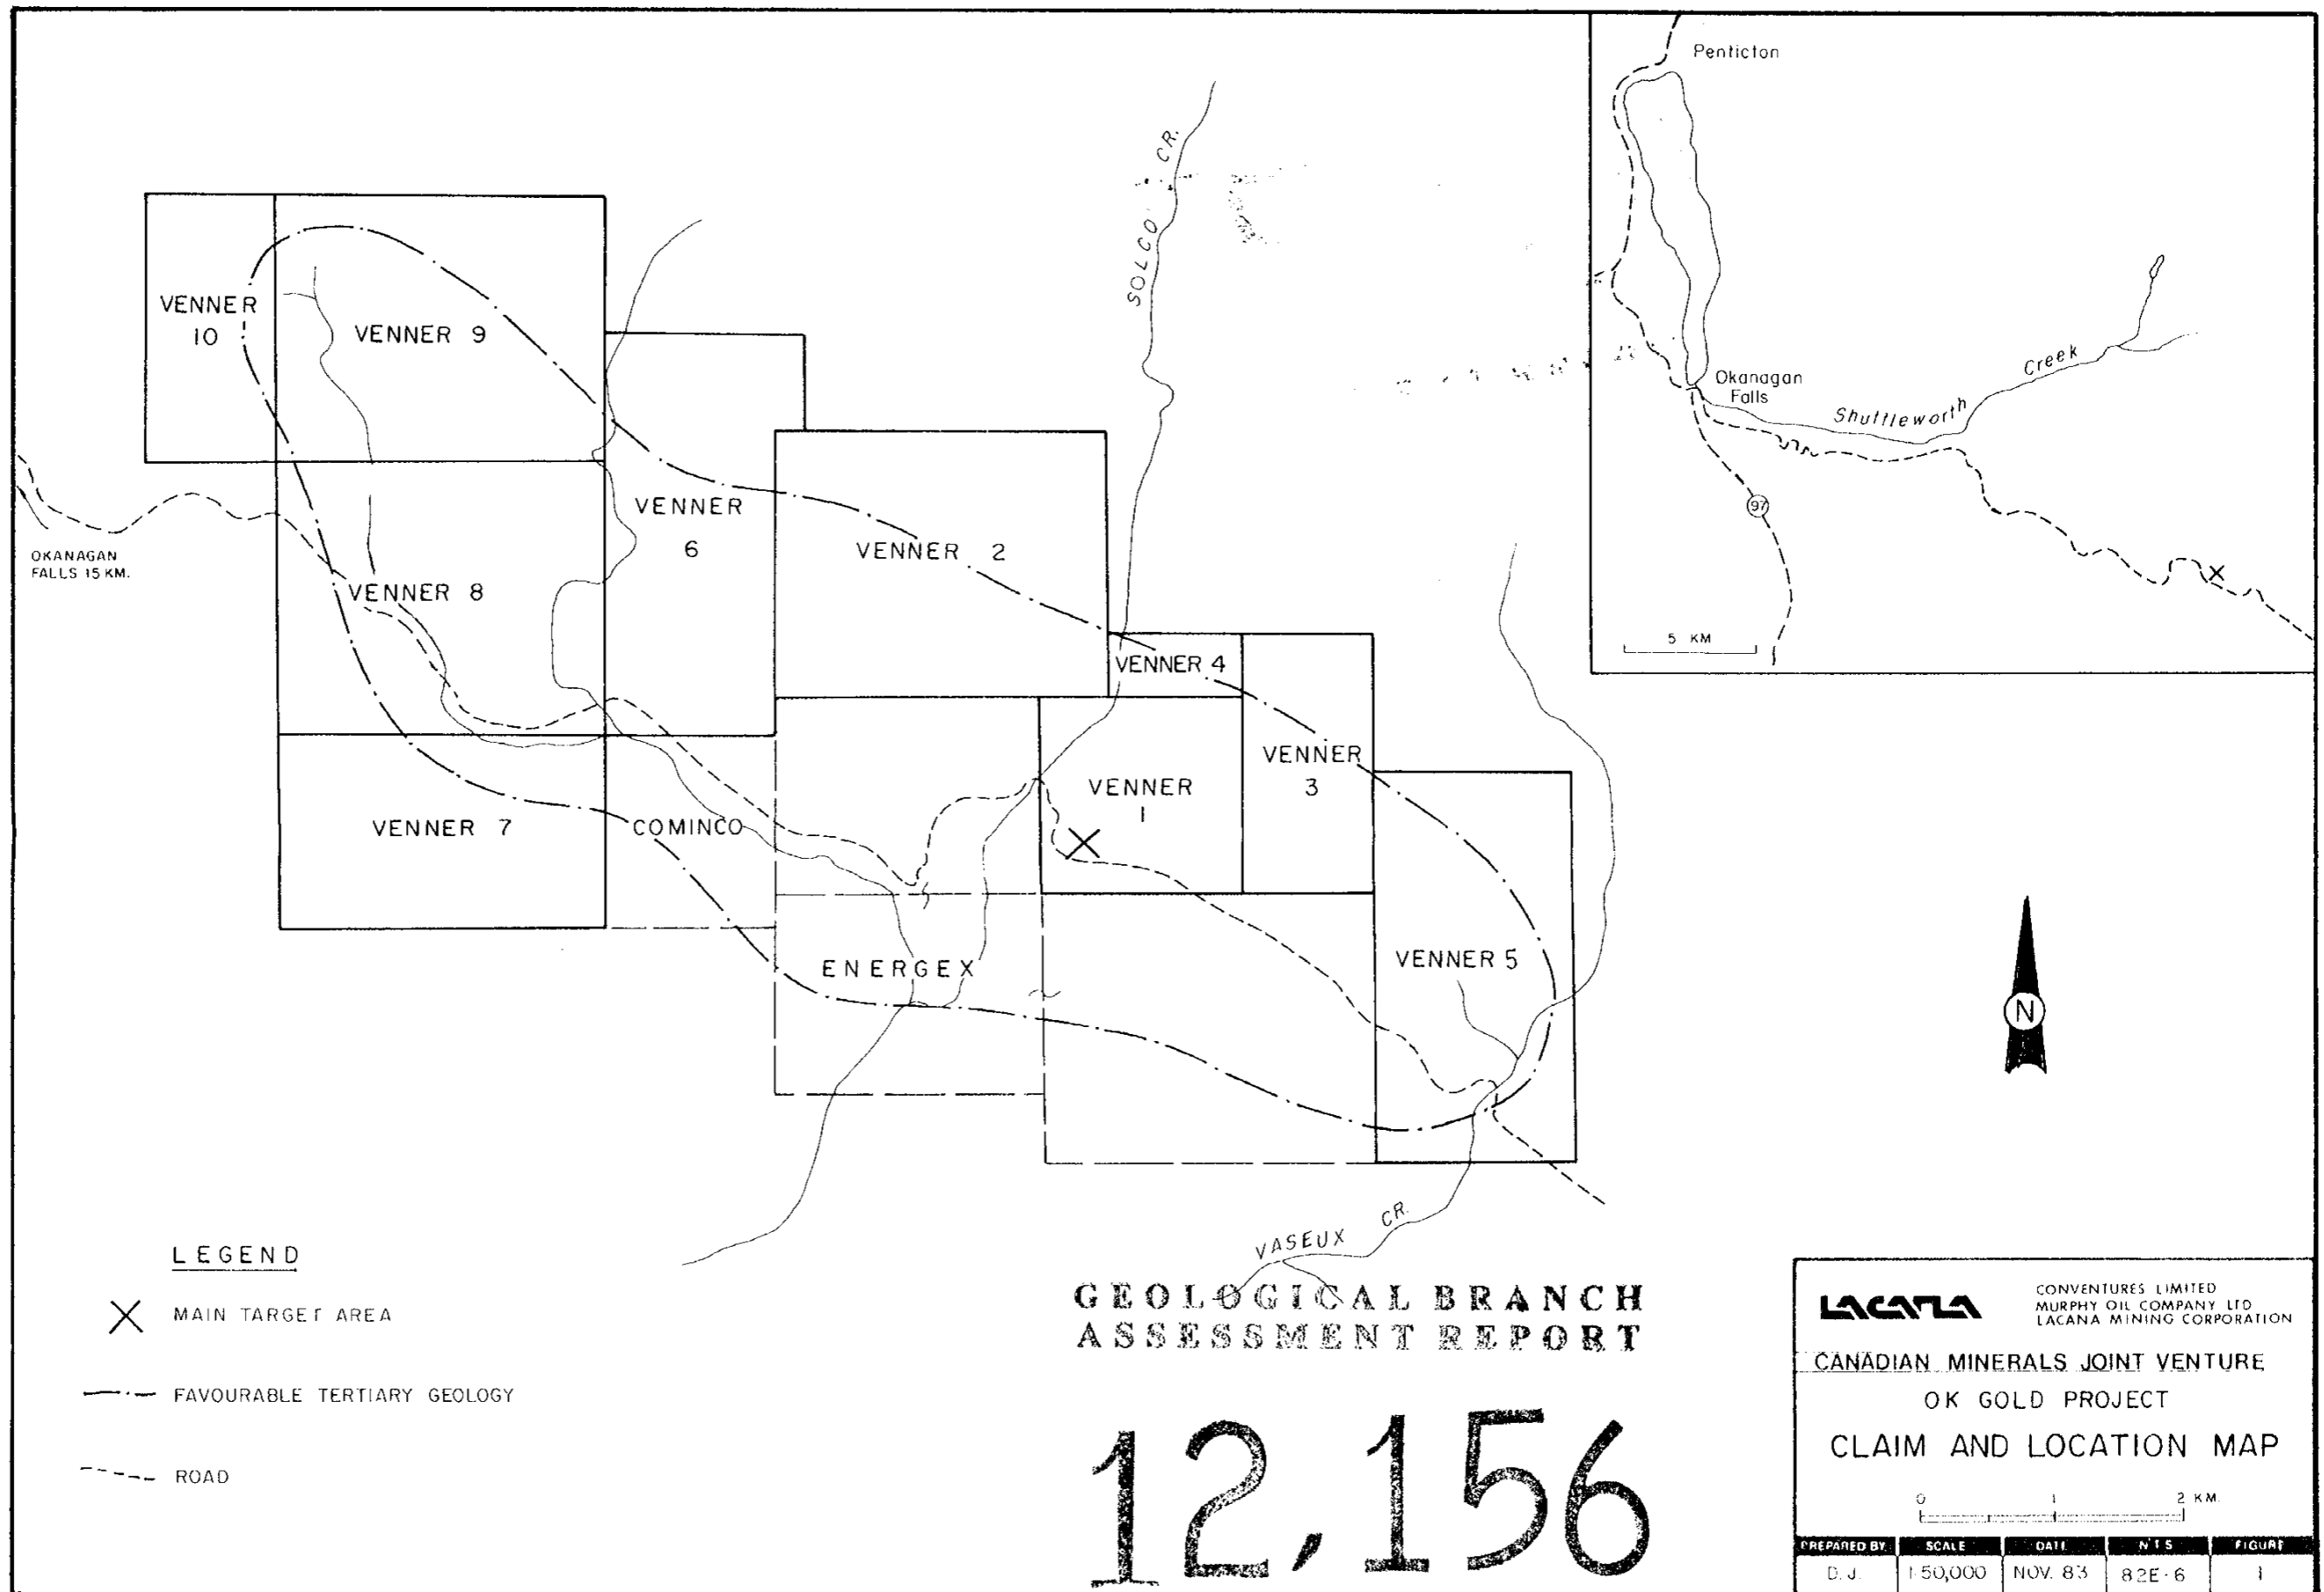 Penticton
SOLCO CR.
VENNER
10
VENNER 9
Okanagan
Falls
Shuttleworth Creek
97
5 KM
OKANAGAN
FALLS 15 KM.
VENNER
6
VENNER 2
VENNER 8
VENNER 4
VENNER
3
VENNER
1
VENNER 7
COMINCO
ENERGEX
VENNER 5
N
VASEUX CR.
LEGEND
MAIN TARGET AREA
FAVOURABLE TERTIARY GEOLOGY
ROAD
GEOLOGICAL BRANCH
ASSESSMENT REPORT
12,156
LACANA
CONVENTURES LIMITED
MURPHY OIL COMPANY LTD
LACANA MINING CORPORATION
CANADIAN MINERALS JOINT VENTURE
OK GOLD PROJECT
CLAIM AND LOCATION MAP
0 1 2 KM.
PREPARED BY SCALE DATE NTS FIGURE
D. J. 1:50,000 NOV. 83 82E-6 1